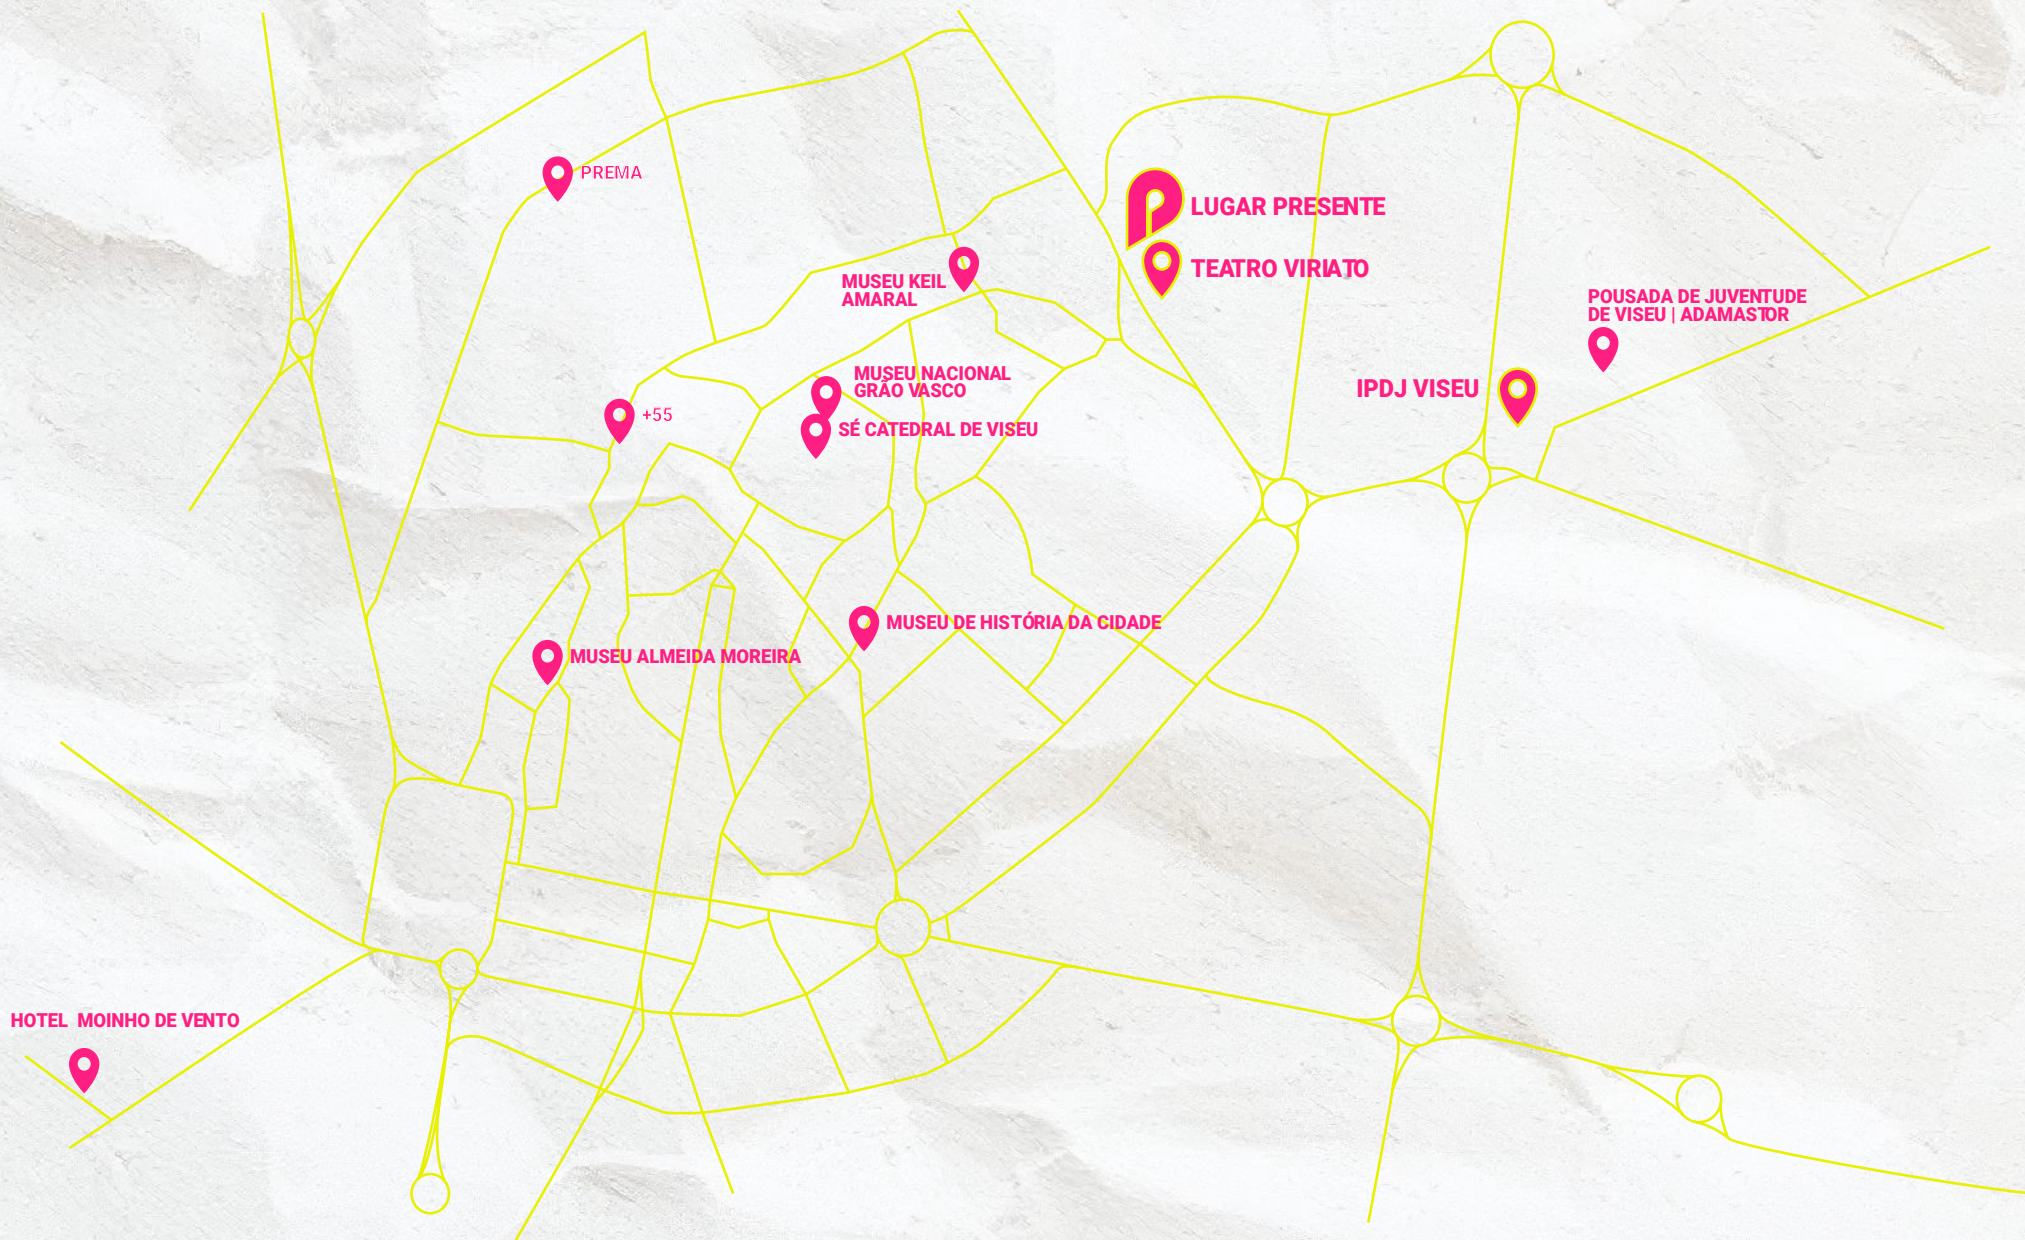 PREMA
LUGAR PRESENTE
TEATRO VIRIATO
MUSEU KEIL
AMARAL
POUSADA DE JUVENTUDE
DE VISEU | ADAMASTOR
MUSEU NACIONAL
GRÃO VASCO
IPDJ VISEU
+55
SÉ CATEDRAL DE VISEU
MUSEU DE HISTÓRIA DA CIDADE
MUSEU ALMEIDA MOREIRA
HOTEL MOINHO DE VENTO